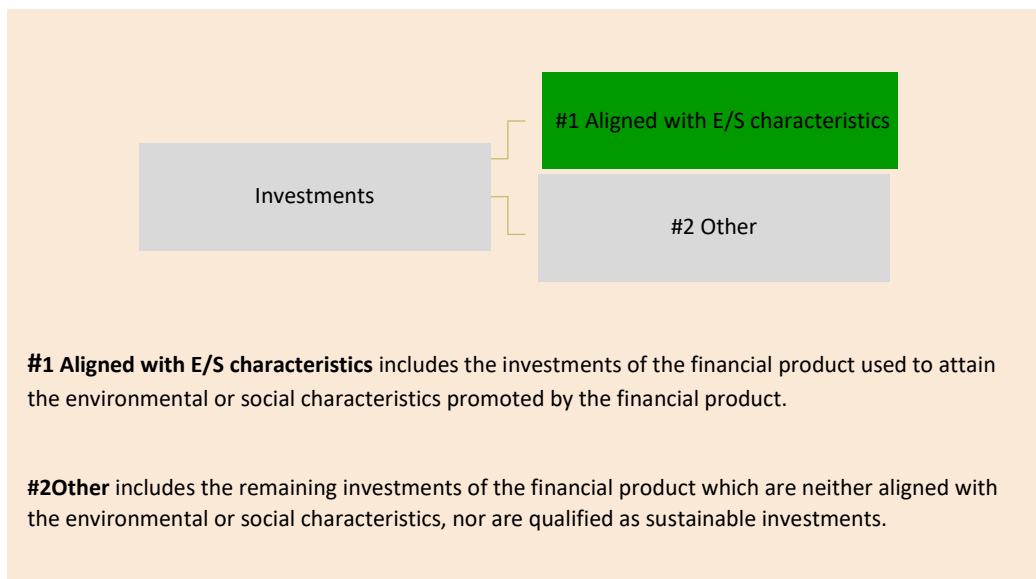 #1 Aligned with E/S characteristics
Investments
#2 Other
#1 Aligned with E/S characteristics includes the investments of the financial product used to attain
the environmental or social characteristics promoted by the financial product.
#2Other includes the remaining investments of the financial product which are neither aligned with
the environmental or social characteristics, nor are qualified as sustainable investments.